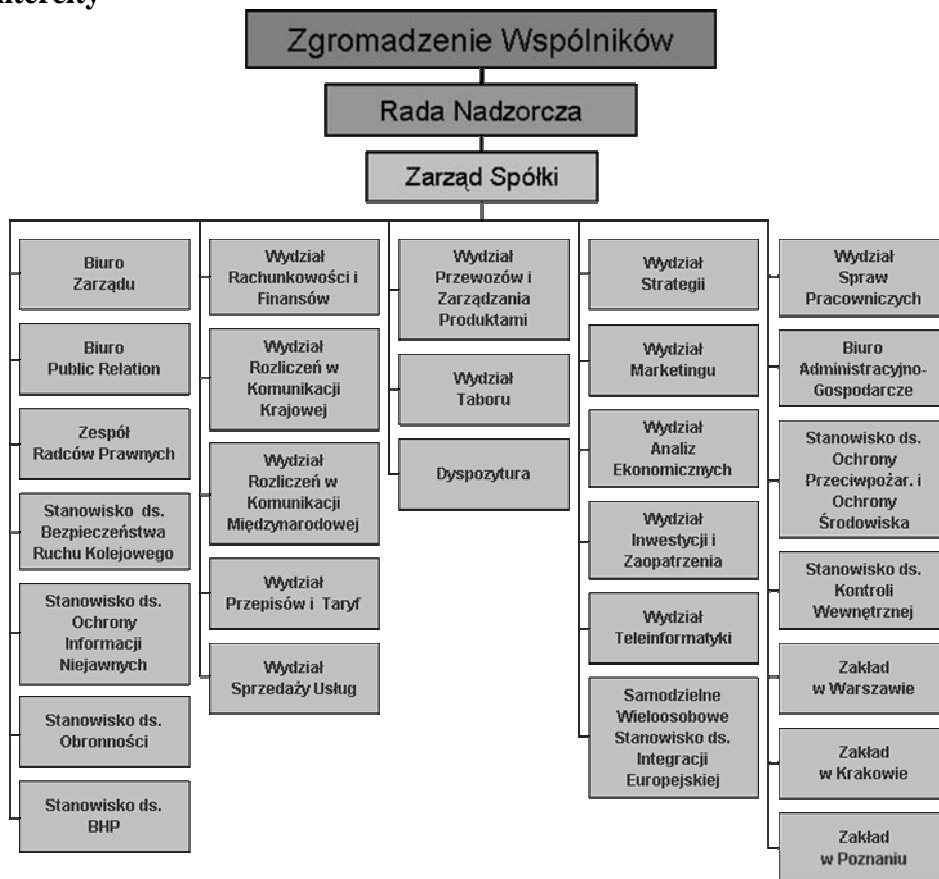 Zgromadzenie Wspólników
Rada Nadzorcza
Zarząd Spółki
Biuro
Zarządu
Biuro
Public Relation
Zespół
Radców Prawnych
Stanowisko ds.
Bezpieczeństwa
Ruchu Kolejowego
Stanowisko ds.
Ochrony
Informacji
Niejawnych
Stanowisko ds.
Obronności
Stanowisko ds.
BHP
Wydział
Rachunkowości i
Finansów
Wydział
Rozliczeń w
Komunikacji
Krajowej
Wydział
Rozliczeń w
Komunikacji
Międzynarodowej
Wydział
Przepisów i Taryf
Wydział
Sprzedaży Usług
Wydział
Przewozów i
Zarządzania
Produktami
Wydział
Taboru
Dyspozytura
Wydział
Strategii
Wydział
Marketingu
Wydział
Analiz
Ekonomicznych
Wydział
Inwestycji i
Zaopatrzenia
Wydział
Teleinformatyki
Samodzielne
Wieloosobowe
Stanowisko ds.
Integracji
Europejskiej
Wydział
Spraw
Pracowniczych
Biuro
Administracyjno-
Gospodarcze
Stanowisko ds.
Ochrony
Przeciwpożar. i
Ochrony
Środowiska
Stanowisko ds.
Kontroli
Wewnętrznej
Zakład
w Warszawie
Zakład
w Krakowie
Zakład
w Poznaniu